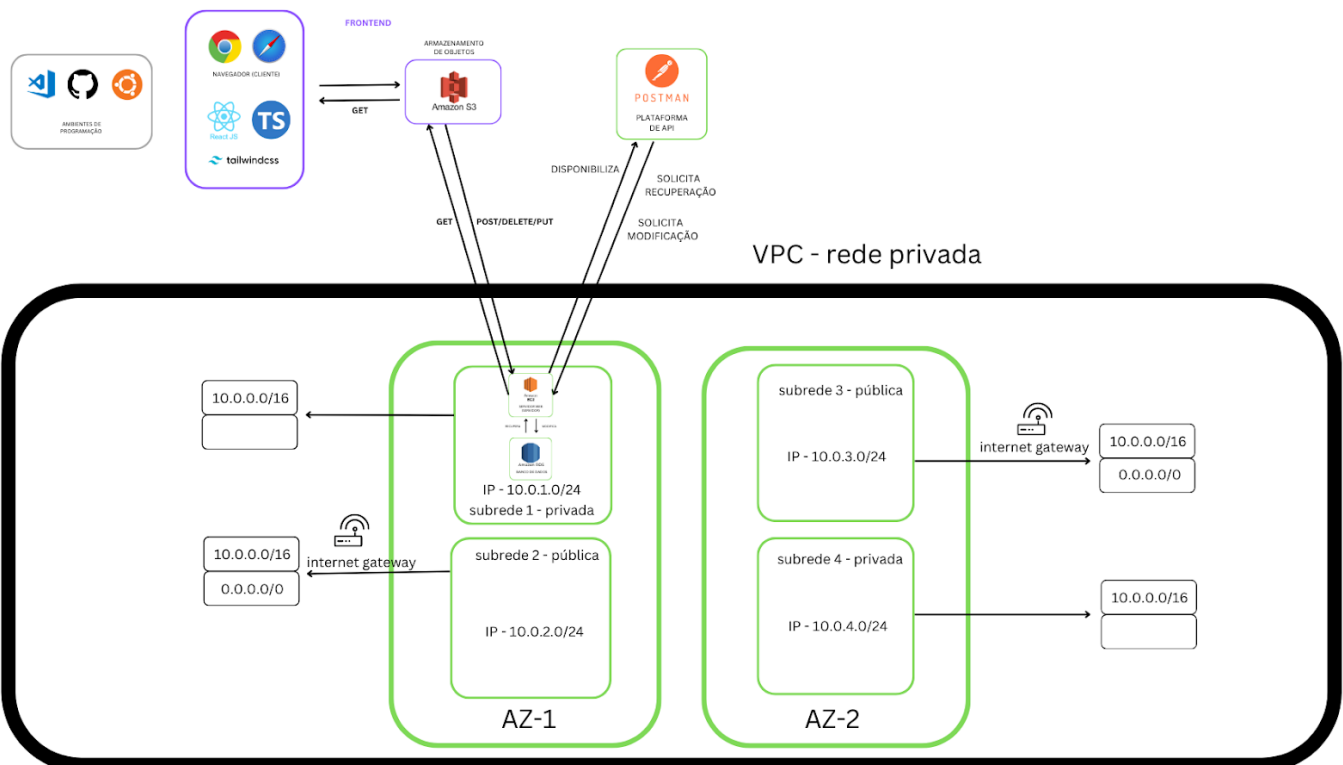 FRONTEND
NAVEGADOR (CLIENTE)
React JS
TS
tailwindcss
AMBIENTES DE
PROGRAMAÇÃO
ARMAZENAMENTO
DE OBJETOS
Amazon S3
GET
POSTMAN
PLATAFORMA
DE API
DISPONIBILIZA
SOLICITA
RECUPERAÇÃO
GET
POST/DELETE/PUT
SOLICITA
MODIFICAÇÃO
VPC - rede privada
10.0.0.0/16
Amazon RDS
BANCO DE DADOS
IP - 10.0.1.0/24
subrede 1 - privada
10.0.0.0/16
0.0.0.0/0
internet gateway
subrede 2 - pública
IP - 10.0.2.0/24
AZ-1
subrede 3 - pública
IP - 10.0.3.0/24
internet gateway
10.0.0.0/16
0.0.0.0/0
subrede 4 - privada
IP - 10.0.4.0/24
10.0.0.0/16
AZ-2